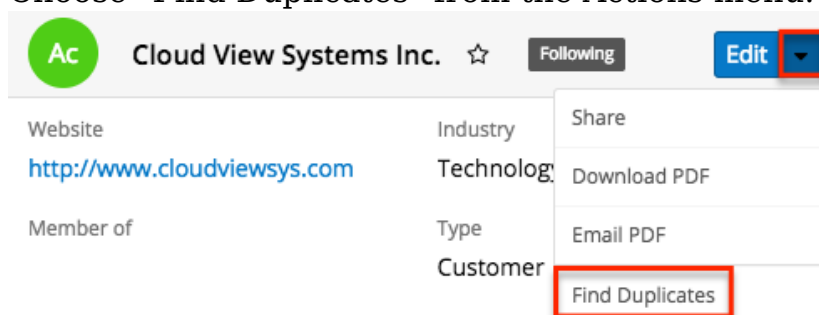 Choose "Find Duplicates" from the Actions menu.
Ac Cloud View Systems Inc. Following Edit
Website Industry Share
http://www.cloudviewsys.com Technology Download PDF
Member of Type Email PDF
Customer
Find Duplicates